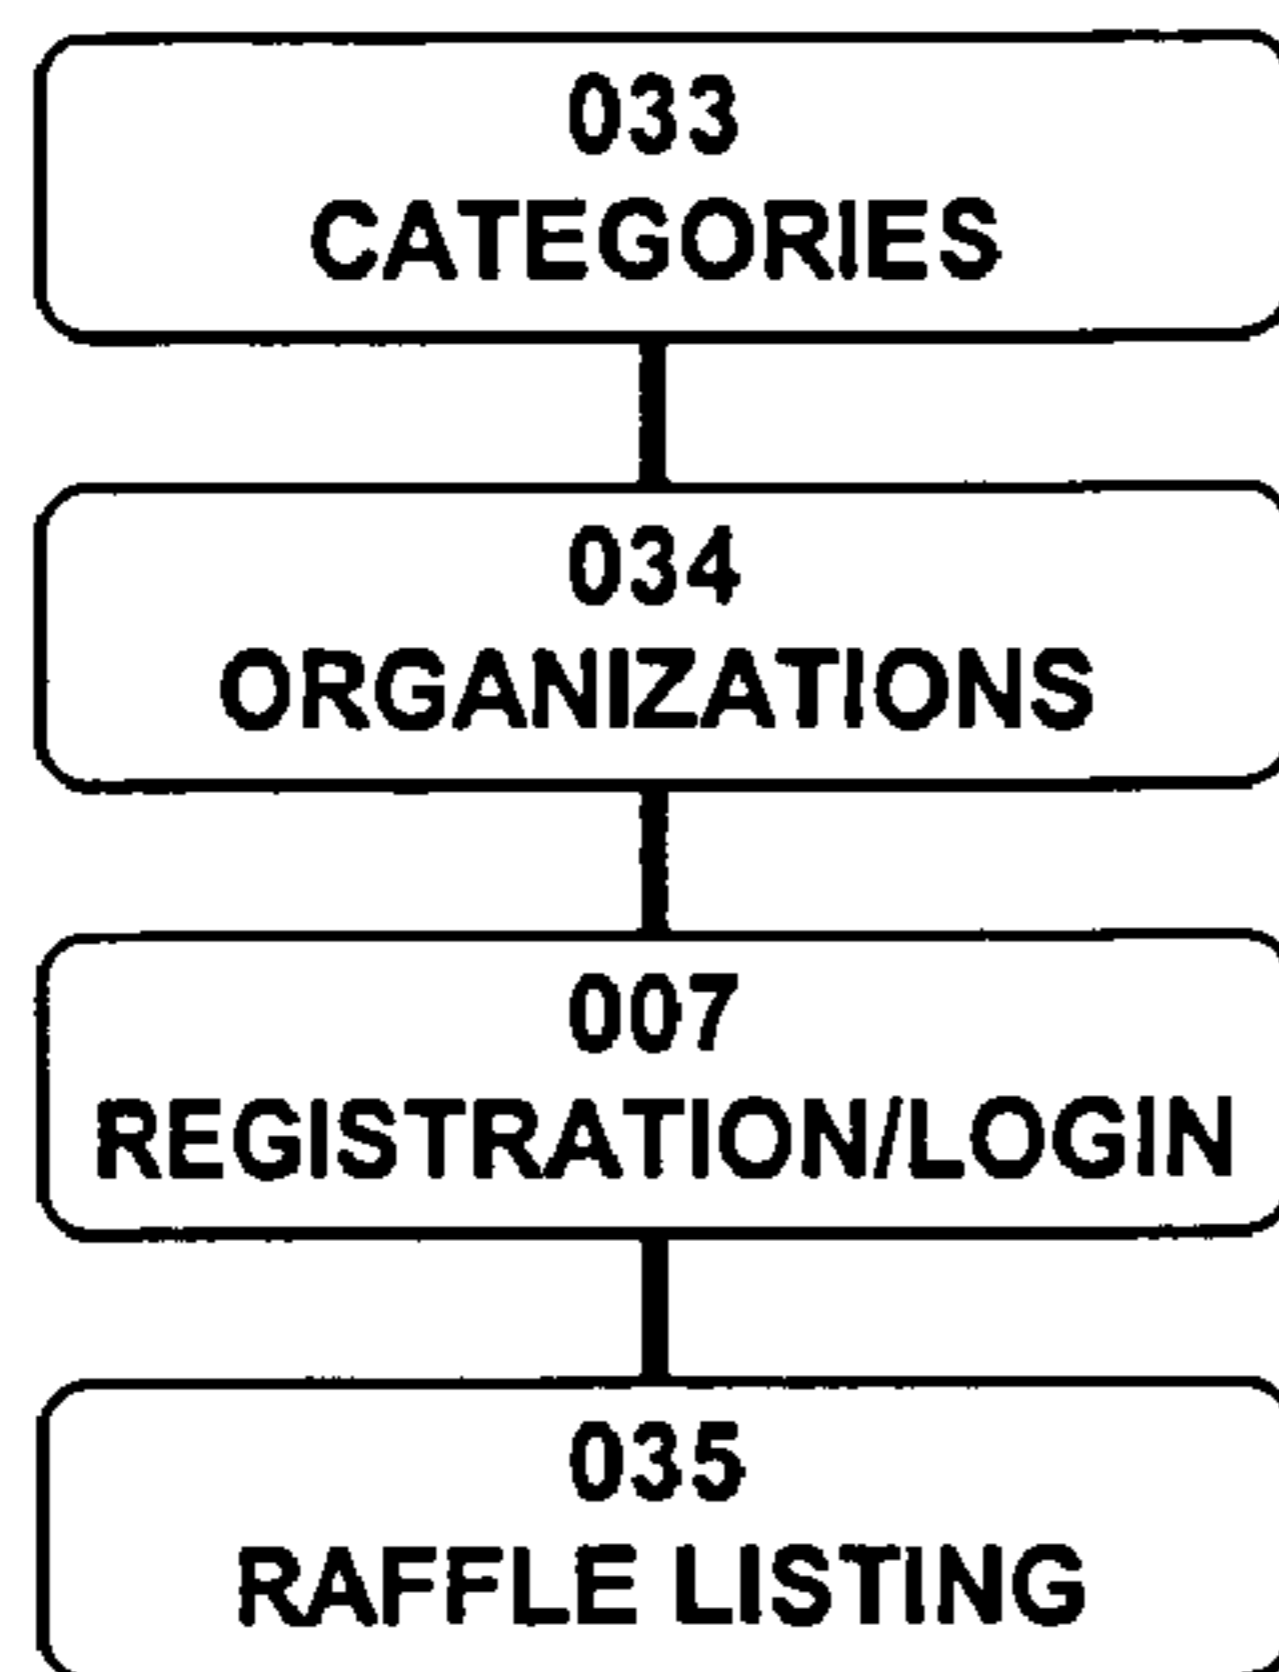 033
CATEGORIES
034
ORGANIZATIONS
007
REGISTRATION/LOGIN
035
RAFFLE LISTING